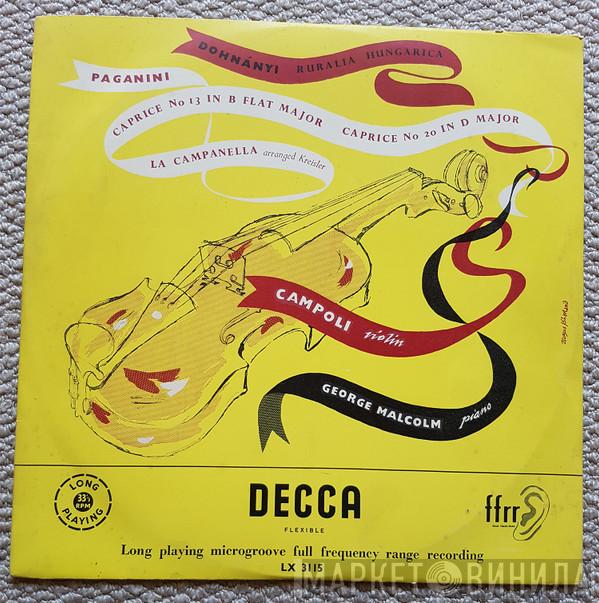 DOHNÁNYI RURALIA HUNGARICA
PAGANINI
CAPRICE No 13 IN B FLAT MAJOR
CAPRICE No 20 IN D MAJOR
LA CAMPANELLA arranged Kreisler
CAMPOLI violin
GEORGE MALCOLM piano
LONG
33⅓
RPM
PLAYING
DECCA
FLEXIBLE
ffrr
Long playing microgroove full frequency range recording
LX 3115
МАРКЕТ ВИНИЛА